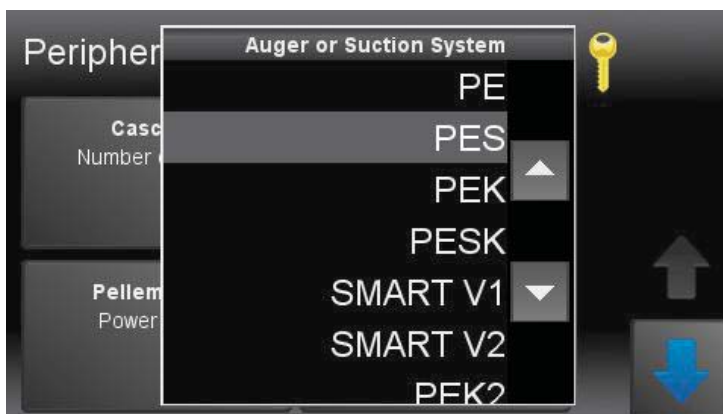 Peripher
Auger or Suction System
PE
PES
Casc
Number
PEK
PESK
Pellem
Power
SMART V1
SMART V2
PEK2